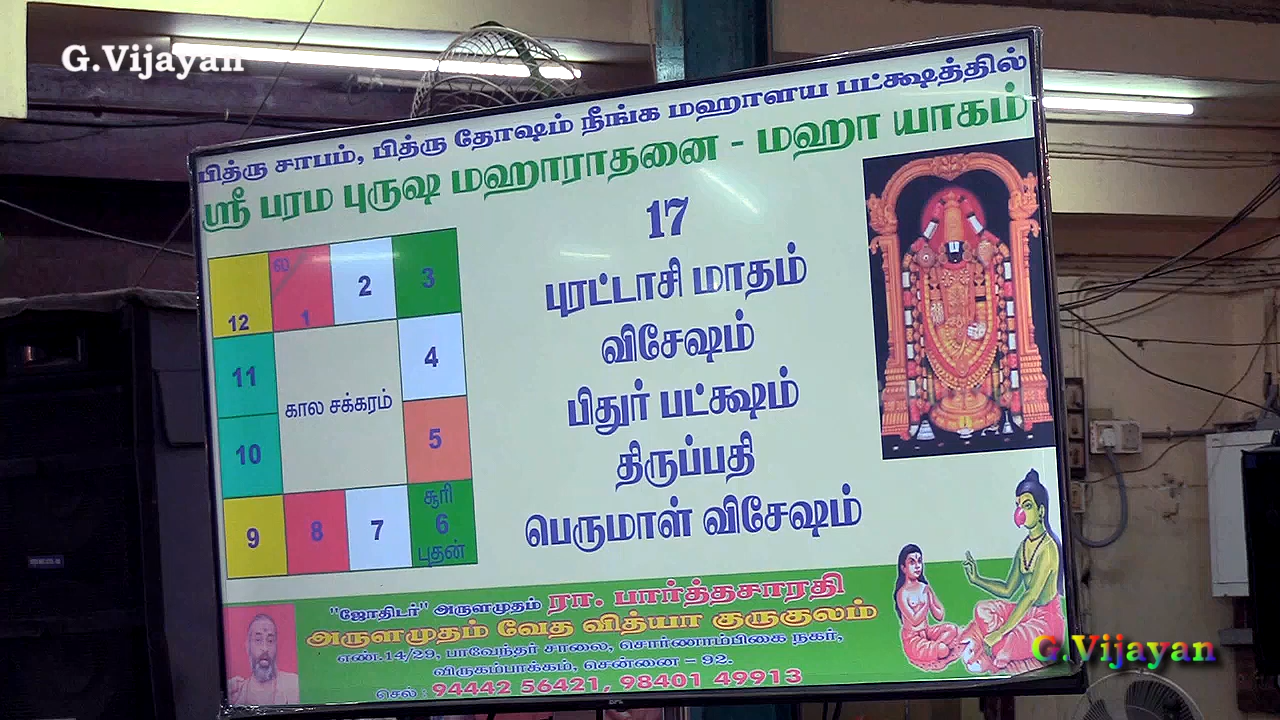 G.Vijayan
பித்ரு சாபம், பித்ரு தோஷம் நீங்க மஹாளய பட்க்ஷத்தில்
ஸ்ரீ பரம புருஷ மஹாராதனை - மஹா யாகம்
12 ல 1 2 3
11 4
10 5
காலசக்கரம்
9 8 7 சூரி 6 புதன்
17
புரட்டாசி மாதம்
விசேஷம்
பிதுர் பட்க்ஷம்
திருப்பதி
பெருமாள் விசேஷம்
"ஜோதிடர்" அருளமுதம் ரா. பார்த்தசாரதி
அருளமுதம் வேத வித்யா குருகுலம்
எண்.14/29, பாவேந்தர் சாலை, சொர்ணாம்பிகை நகர்,
விருகம்பாக்கம், சென்னை – 92.
செல் : 94442 56421, 98401 49913
G.Vijayan